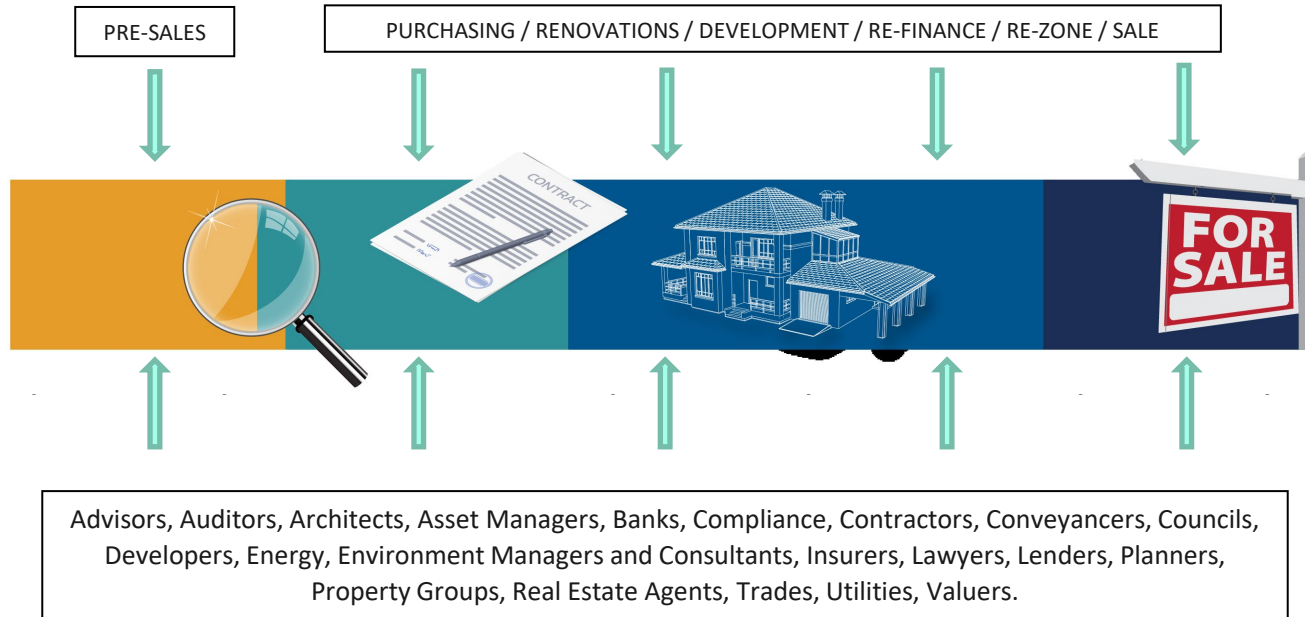 PRE-SALES
PURCHASING / RENOVATIONS / DEVELOPMENT / RE-FINANCE / RE-ZONE / SALE
CONTRACT
FOR
SALE
Advisors, Auditors, Architects, Asset Managers, Banks, Compliance, Contractors, Conveyancers, Councils,
Developers, Energy, Environment Managers and Consultants, Insurers, Lawyers, Lenders, Planners,
Property Groups, Real Estate Agents, Trades, Utilities, Valuers.